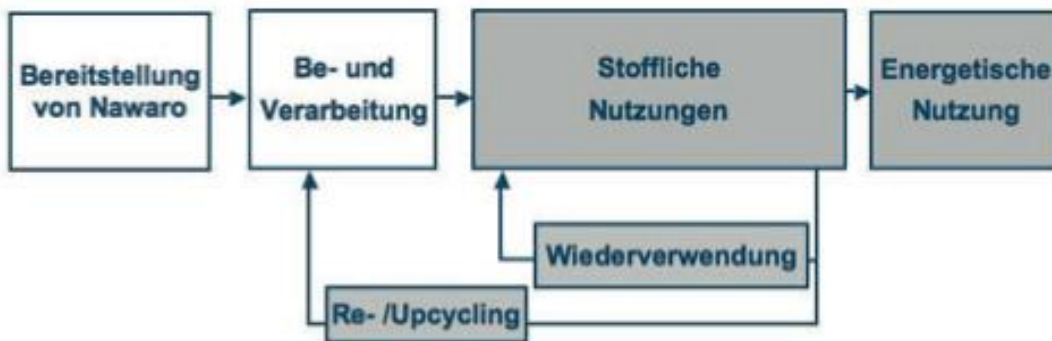 Bereitstellung
von Nawaro
Be- und
Verarbeitung
Stoffliche
Nutzungen
Energetische
Nutzung
Wiederverwendung
Re- /Upcycling